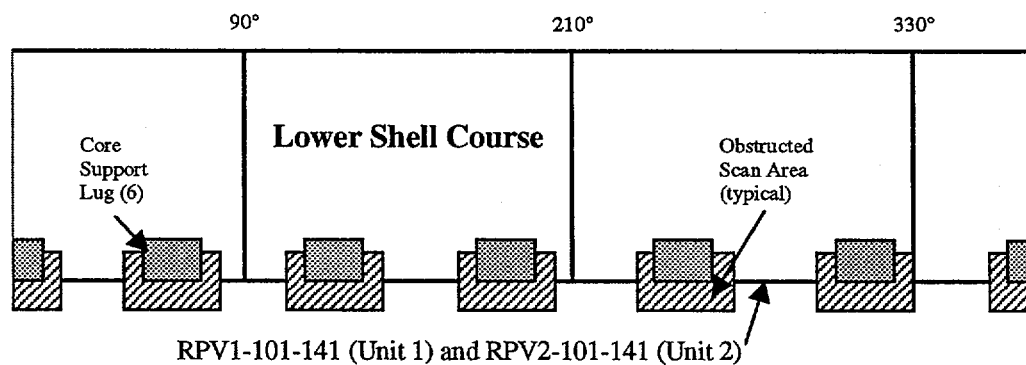 90°
210°
330°
Lower Shell Course
Core
Support
Lug (6)
Obstructed
Scan Area
(typical)
RPV1-101-141 (Unit 1) and RPV2-101-141 (Unit 2)